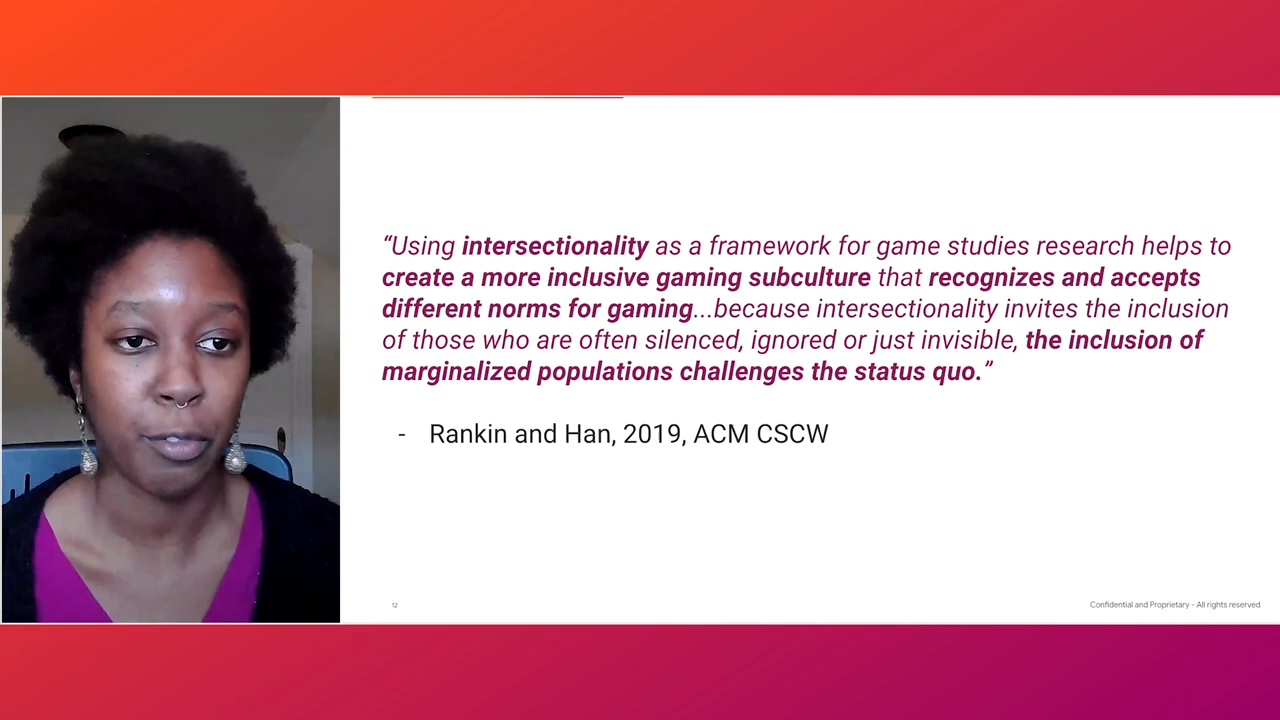 “Using intersectionality as a framework for game studies research helps to
create a more inclusive gaming subculture that recognizes and accepts
different norms for gaming...because intersectionality invites the inclusion
of those who are often silenced, ignored or just invisible, the inclusion of
marginalized populations challenges the status quo.”
- Rankin and Han, 2019, ACM CSCW
12
Confidential and Proprietary - All rights reserved